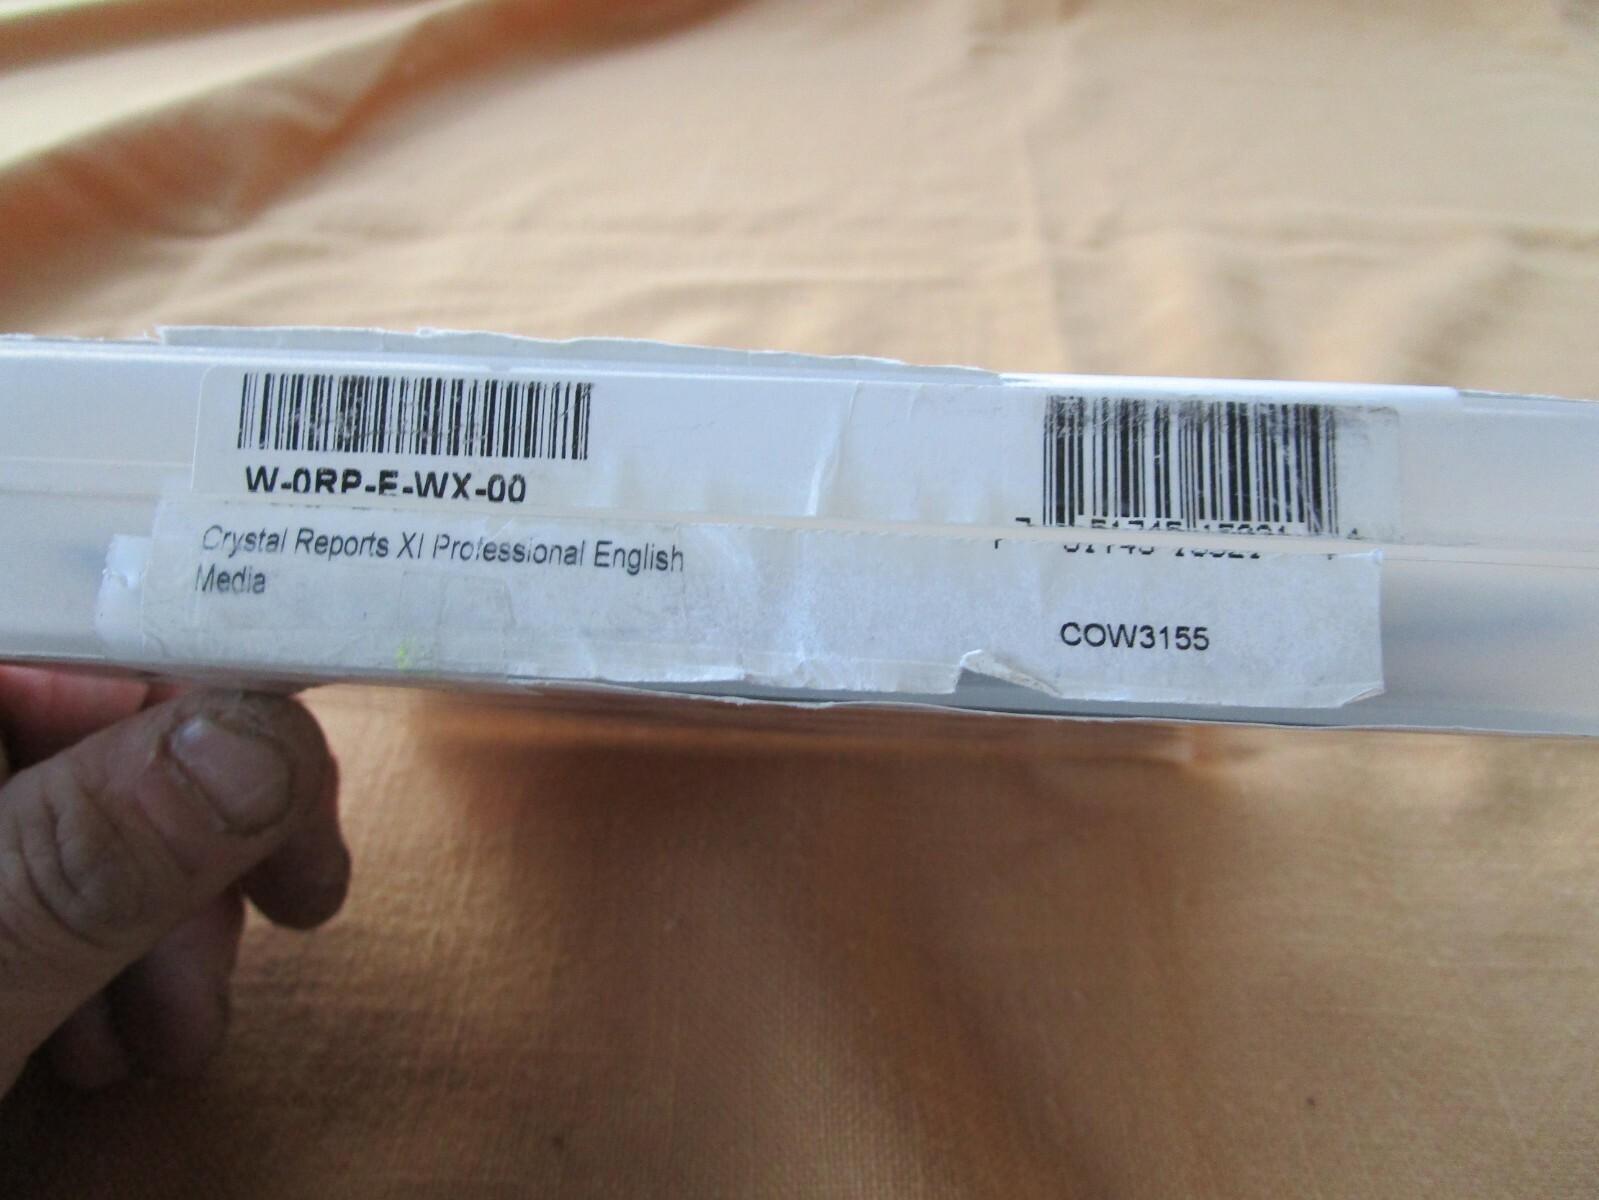 W-0RP-E-WX-00
Crystal Reports XI Professional English
Media
COW3155